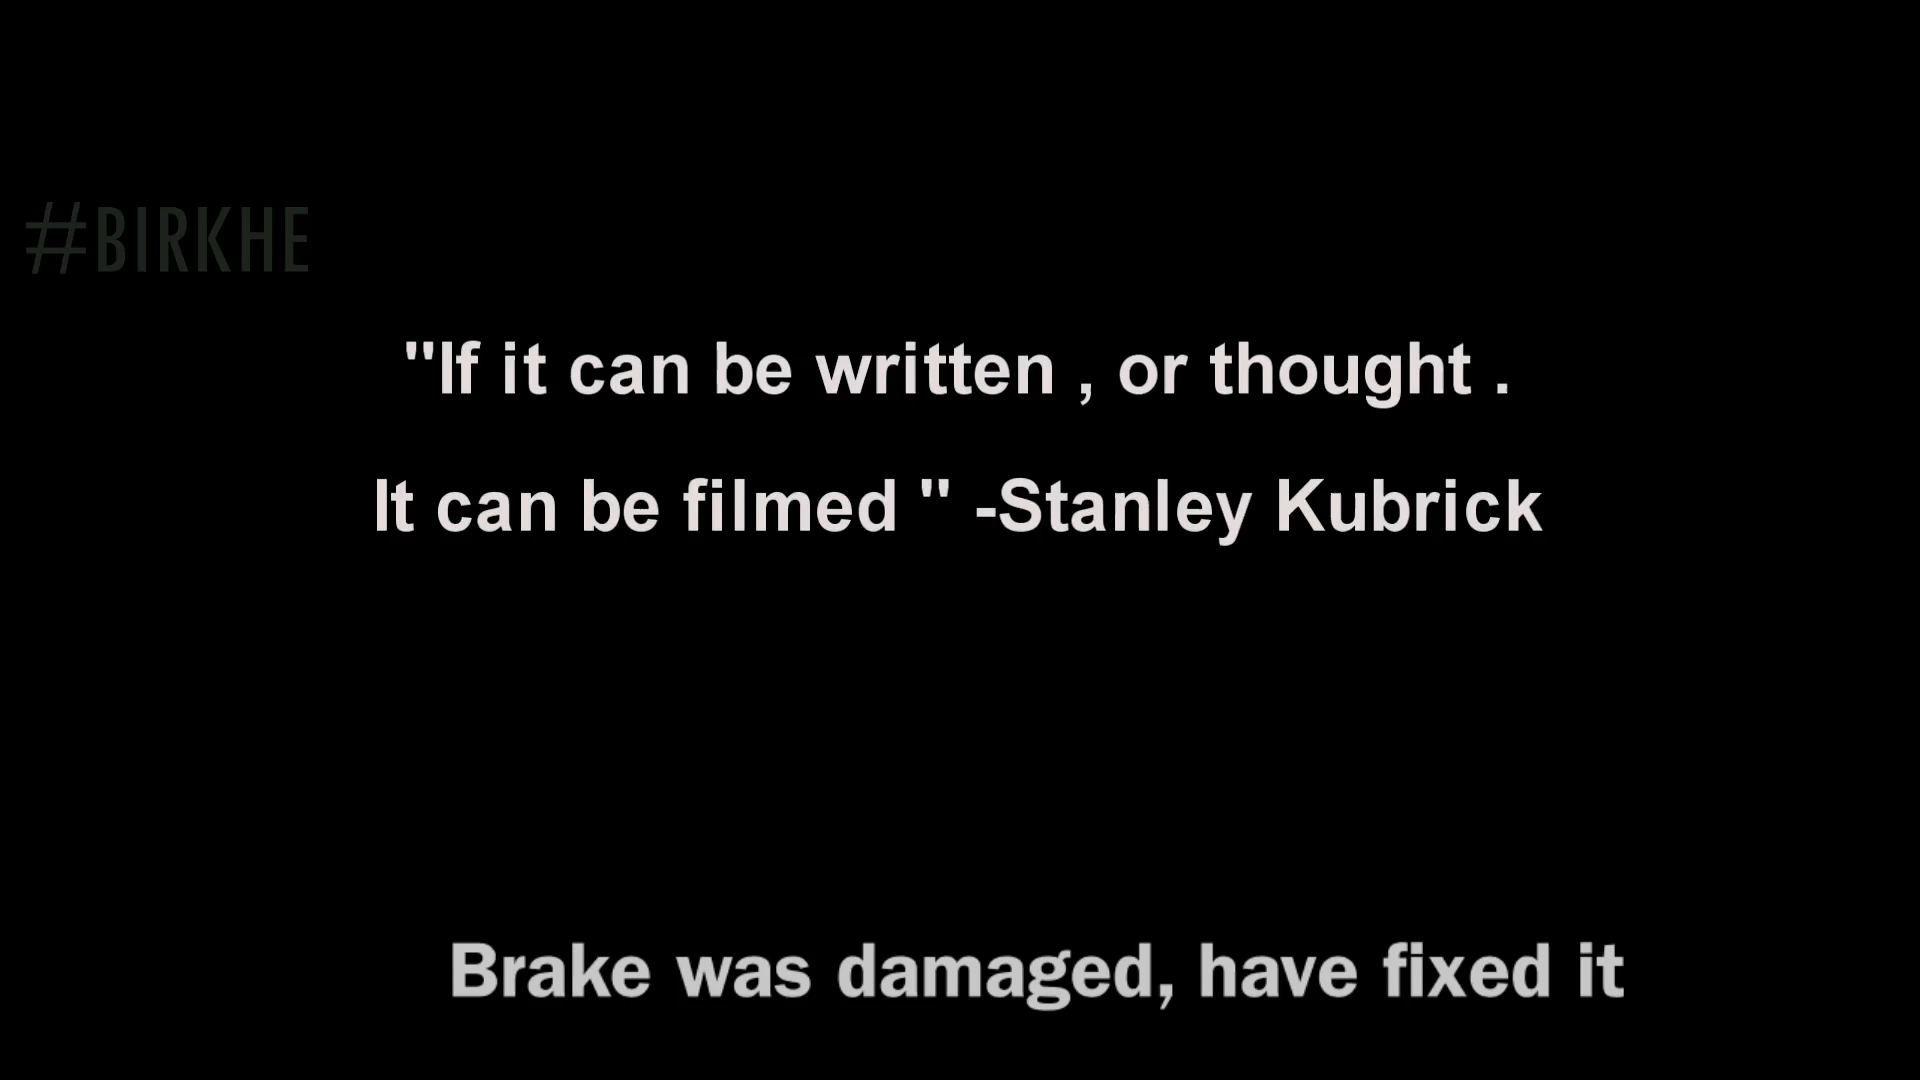 #BIRKHE
"If it can be written , or thought .
It can be filmed " -Stanley Kubrick
Brake was damaged, have fixed it